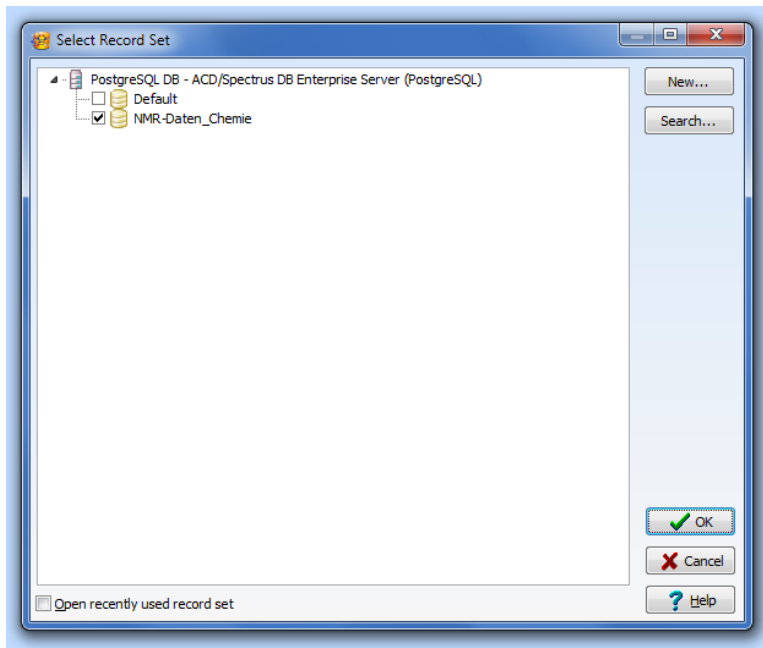 Select Record Set
PostgreSQL DB - ACD/Spectrus DB Enterprise Server (PostgreSQL)
Default
NMR-Daten_Chemie
New...
Search...
OK
Cancel
Open recently used record set
Help